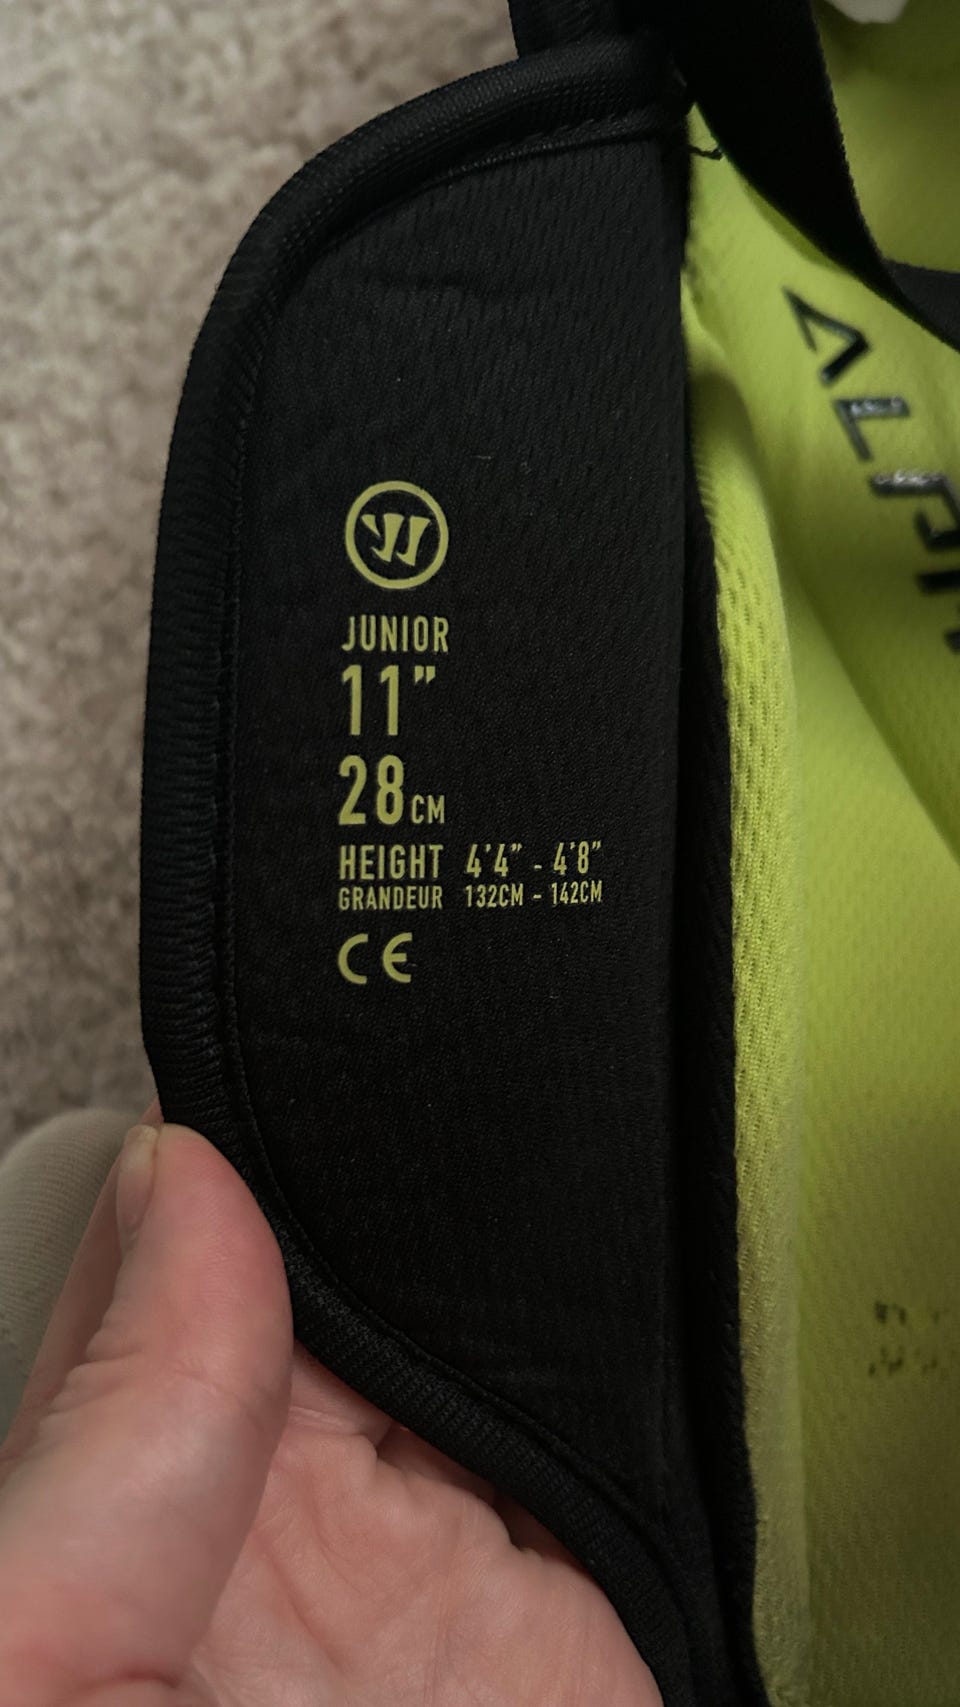 JUNIOR
11"
28CM
HEIGHT 4'4" - 4'8"
GRANDEUR 132CM - 142CM
CE